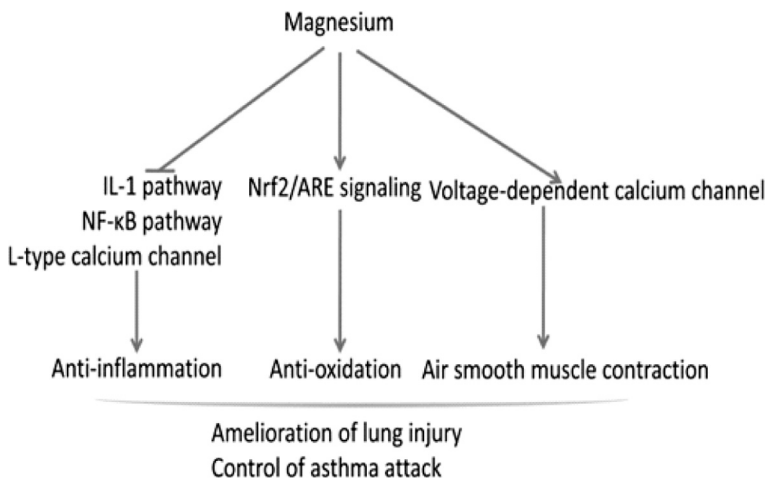 Magnesium
IL-1 pathway
NF-κB pathway
L-type calcium channel
Nrf2/ARE signaling
Voltage-dependent calcium channel
Anti-inflammation
Anti-oxidation
Air smooth muscle contraction
Amelioration of lung injury
Control of asthma attack